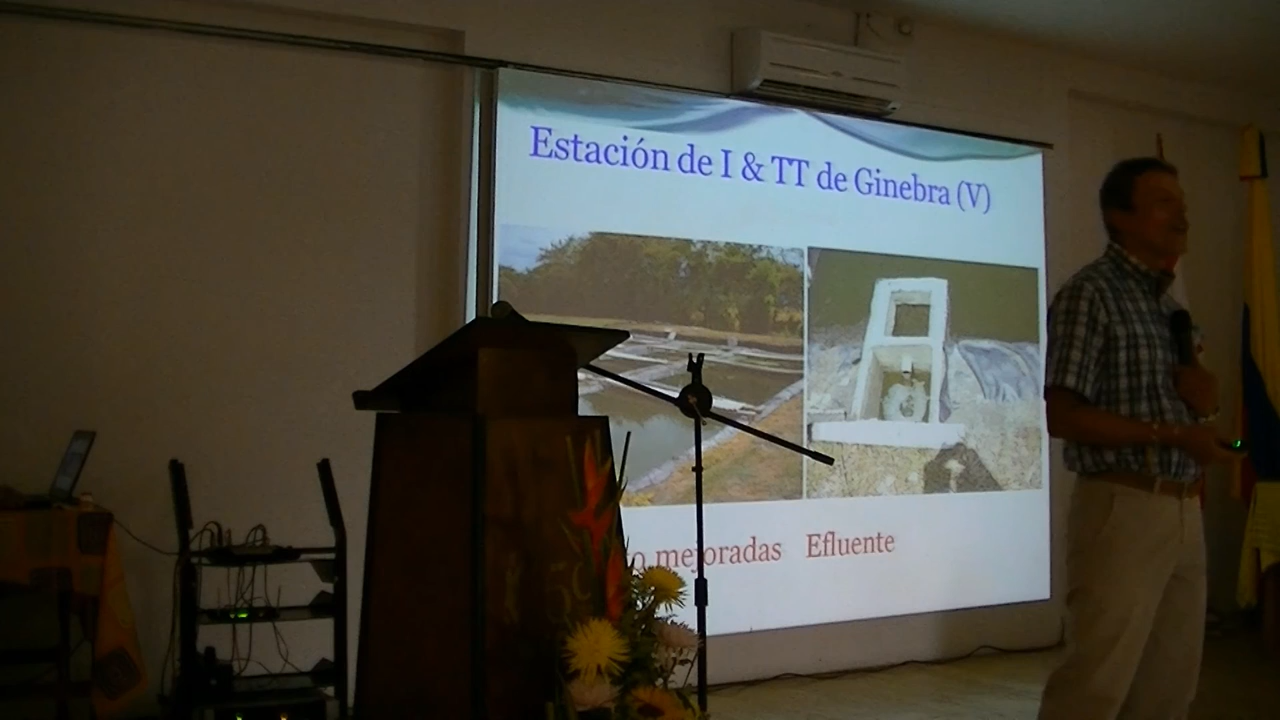 Estación de I & TT de Ginebra (V)
mejoradas Efluente